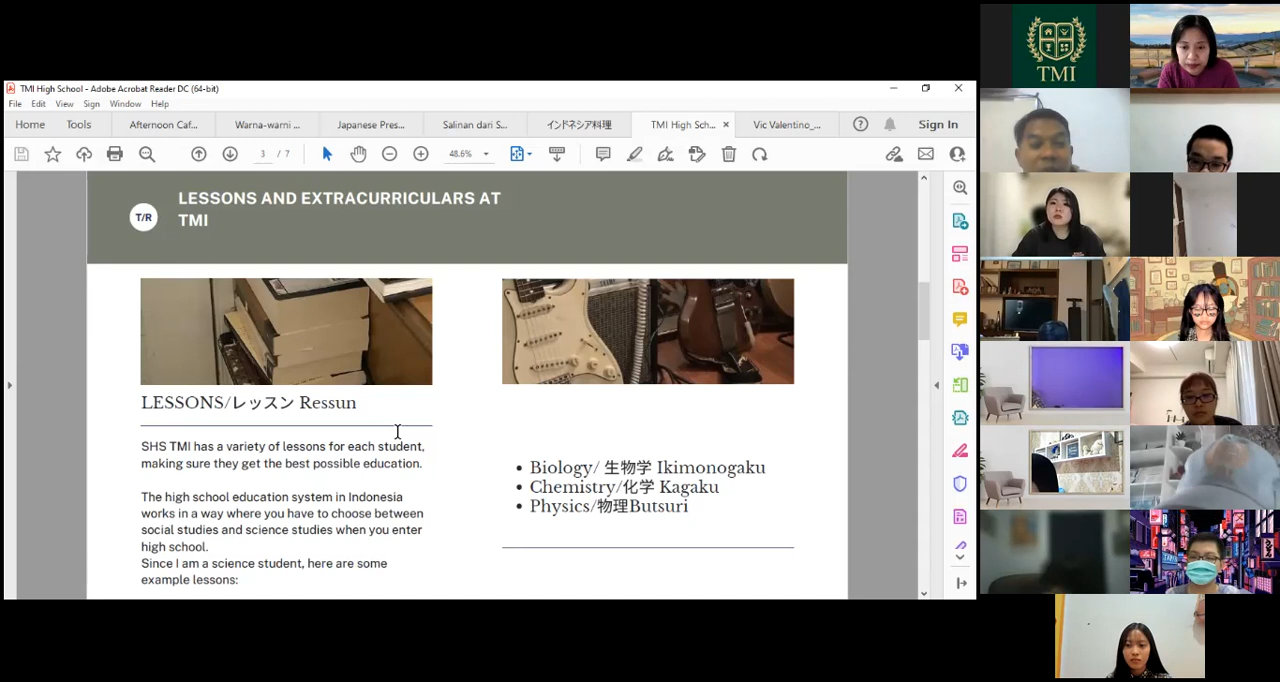 TMI High School - Adobe Acrobat Reader DC (64-bit)
File Edit View Sign Window Help
Home Tools Afternoon Caf... Warna-warni ... Japanese Pres... Salinan dari S... インドネシア料理 TMI High Sch... × Vic Valentino_... Sign In
3 / 7 48.6%
T/R
LESSONS AND EXTRACURRICULARS AT
TMI
LESSONS/レッスン Ressun
SHS TMI has a variety of lessons for each student,
making sure they get the best possible education.
The high school education system in Indonesia
works in a way where you have to choose between
social studies and science studies when you enter
high school.
Since I am a science student, here are some
example lessons:
• Biology/ 生物学 Ikimonogaku
• Chemistry/化学 Kagaku
• Physics/物理Butsuri
TMI